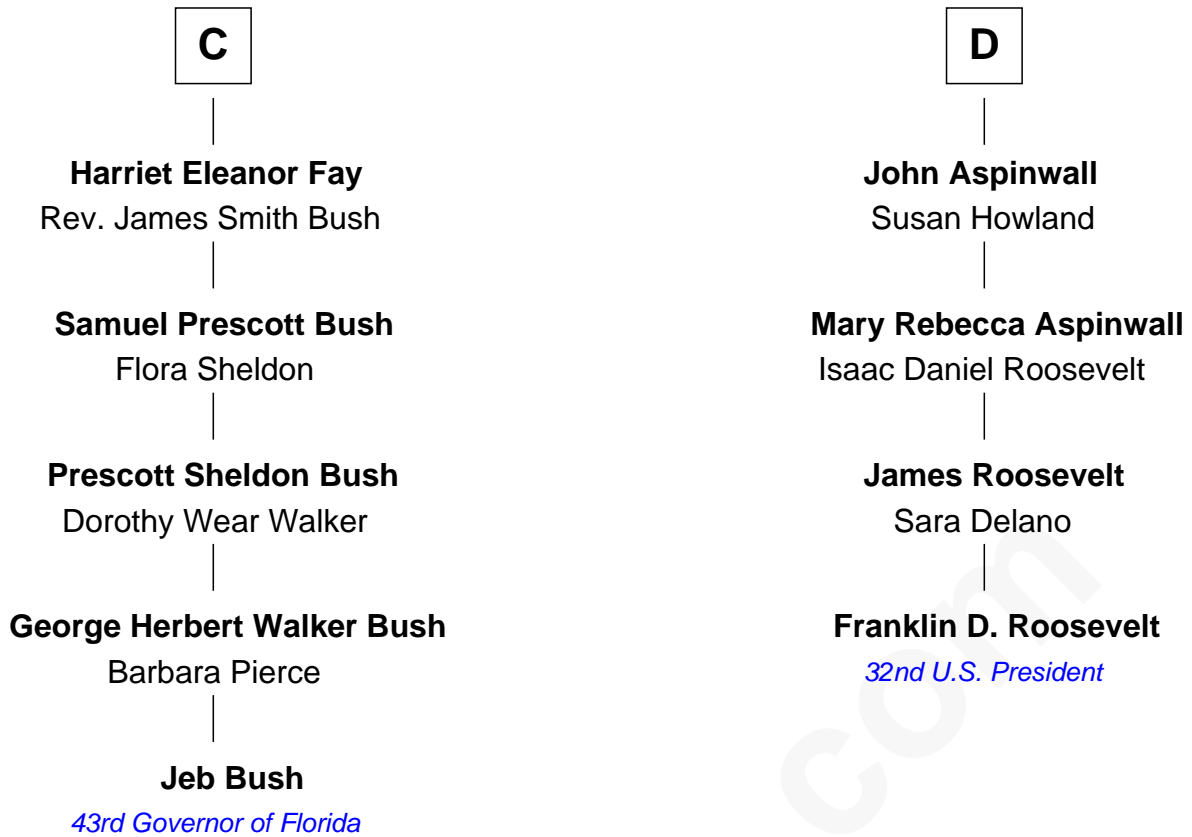 C
Harriet Eleanor Fay
Rev. James Smith Bush
Samuel Prescott Bush
Flora Sheldon
Prescott Sheldon Bush
Dorothy Wear Walker
George Herbert Walker Bush
Barbara Pierce
Jeb Bush
43rd Governor of Florida
D
John Aspinwall
Susan Howland
Mary Rebecca Aspinwall
Isaac Daniel Roosevelt
James Roosevelt
Sara Delano
Franklin D. Roosevelt
32nd U.S. President
com